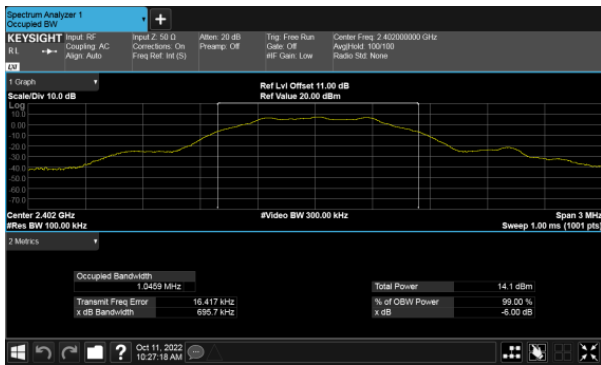 Spectrum Analyzer 1
Occupied BW
+
KEYSIGHT
RL
Input: RF
Coupling: AC
Align: Auto
Input Z: 50 Ω
Corrections: On
Freq Ref: Int (S)
Atten: 20 dB
Preamp: Off
Trig: Free Run
Gate: Off
#IF Gain: Low
Center Freq: 2.402000000 GHz
Avg|Hold: 100/100
Radio Std: None
LXI
1 Graph
Scale/Div 10.0 dB
Ref Lvl Offset 11.00 dB
Ref Value 20.00 dBm
Log
10.0
0.00
-10.0
-20.0
-30.0
-40.0
-50.0
-60.0
-70.0
Center 2.402 GHz
#Video BW 300.00 kHz
Span 3 MHz
#Res BW 100.00 kHz
Sweep 1.00 ms (1001 pts)
2 Metrics
Occupied Bandwidth
1.0459 MHz
Total Power 14.1 dBm
Transmit Freq Error 16.417 kHz
% of OBW Power 99.00 %
x dB Bandwidth 695.7 kHz
x dB -6.00 dB
?
Oct 11, 2022
10:27:18 AM